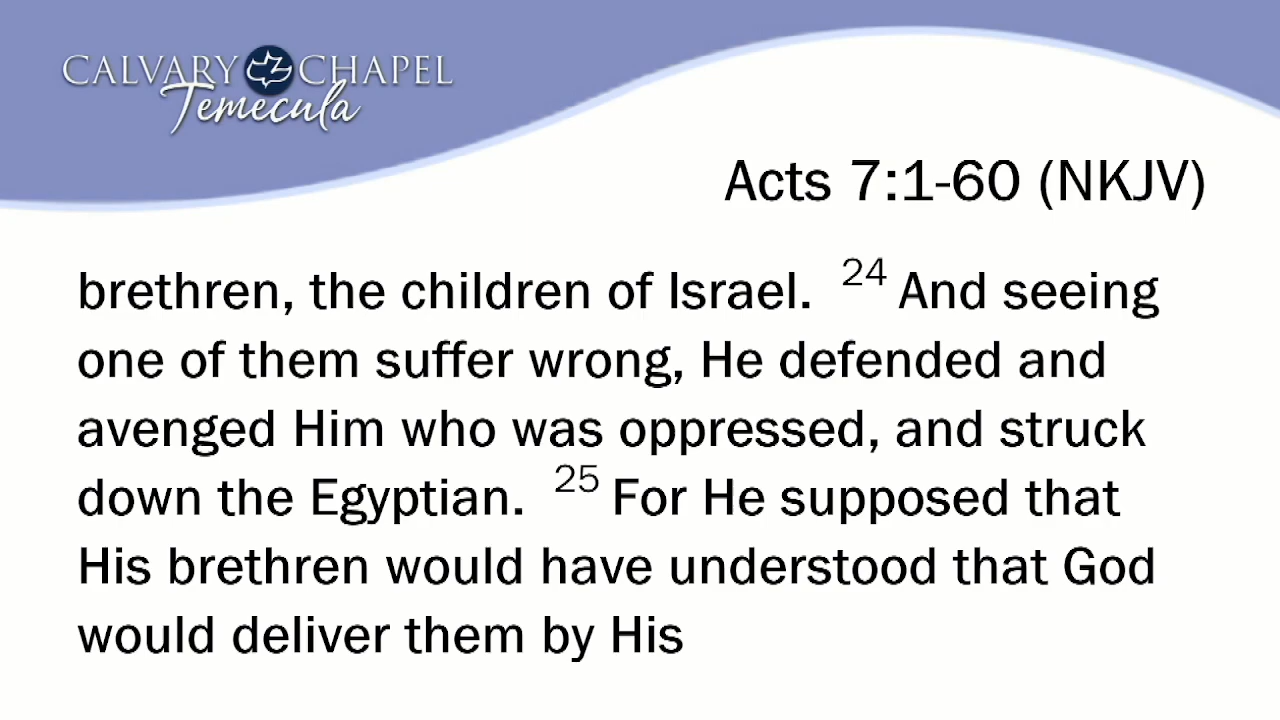 CALVARY CHAPEL
Temecula
Acts 7:1-60 (NKJV)
brethren, the children of Israel. 24 And seeing
one of them suffer wrong, He defended and
avenged Him who was oppressed, and struck
down the Egyptian. 25 For He supposed that
His brethren would have understood that God
would deliver them by His